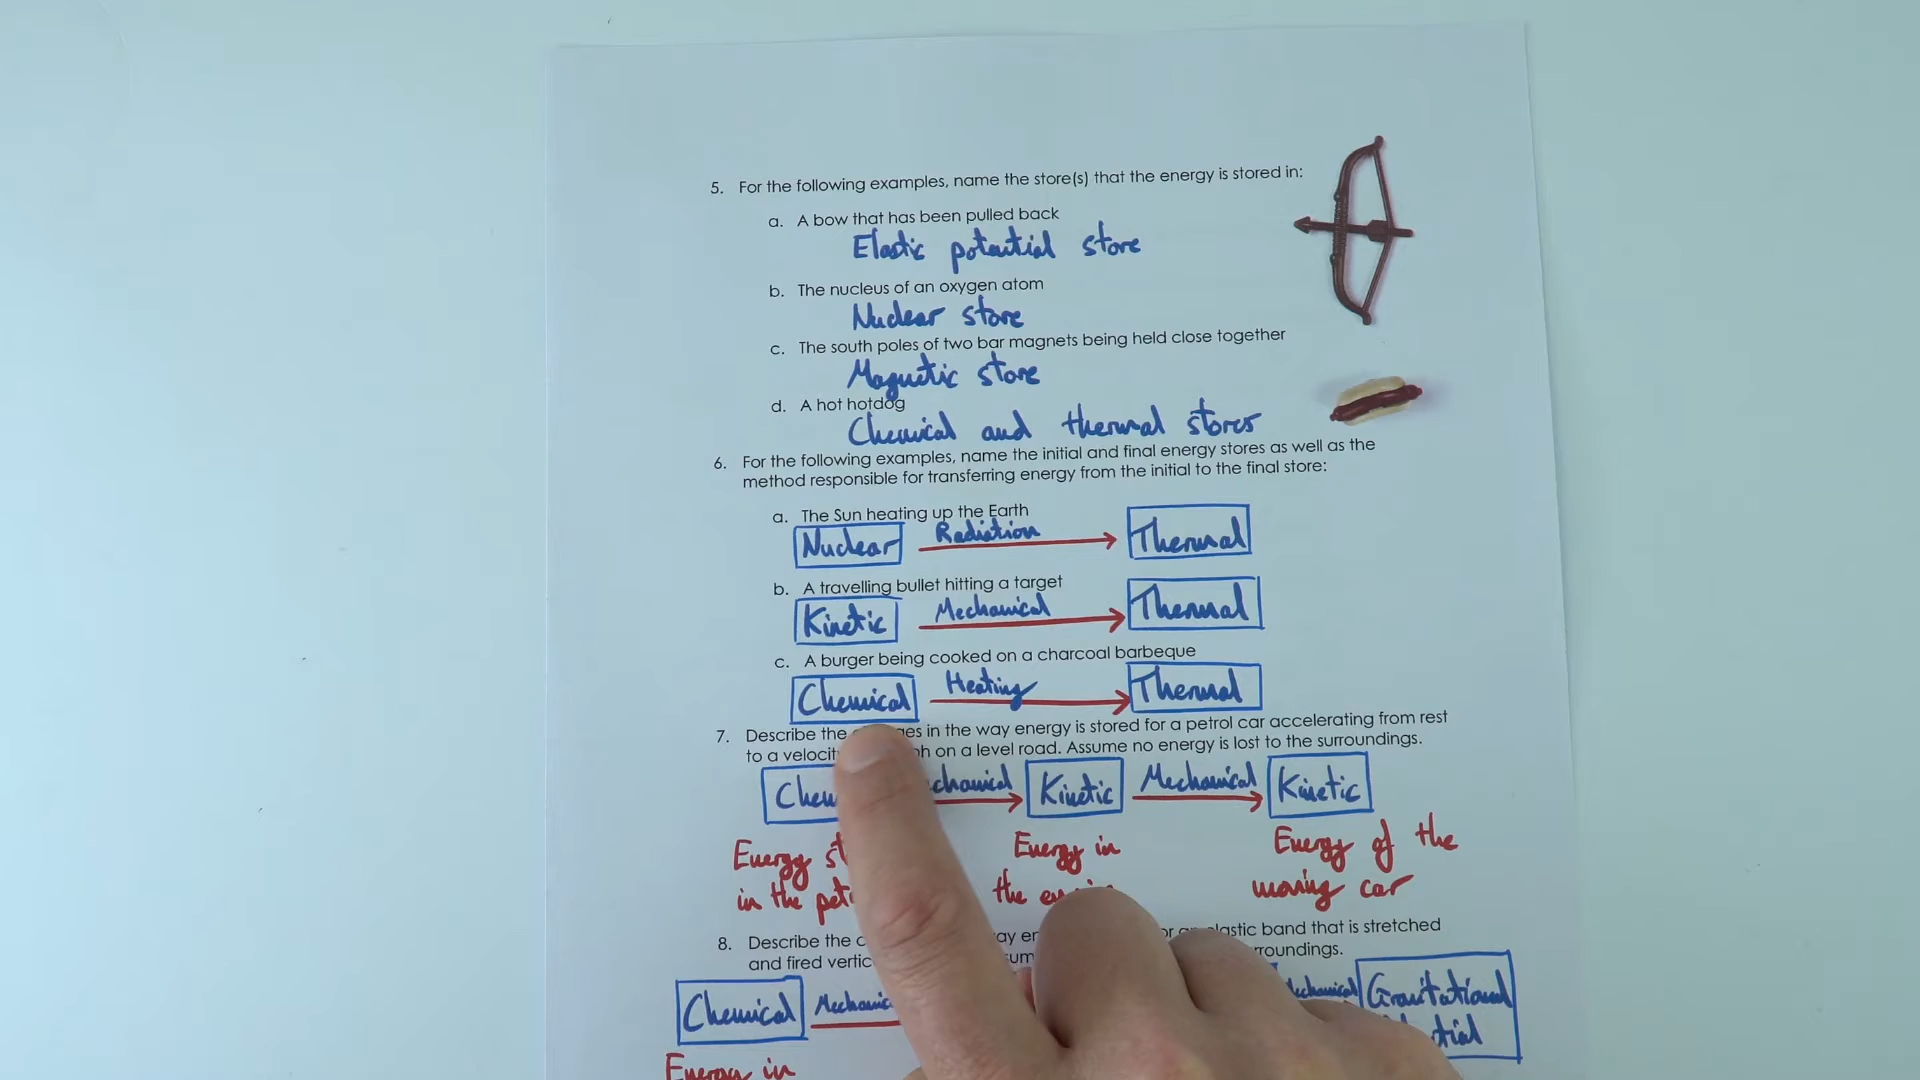 5. For the following examples, name the store(s) that the energy is stored in:
a. A bow that has been pulled back
Elastic potential store
b. The nucleus of an oxygen atom
Nuclear store
c. The south poles of two bar magnets being held close together
Magnetic store
d. A hot hotdog
Chemical and thermal stores
6. For the following examples, name the initial and final energy stores as well as the
method responsible for transferring energy from the initial to the final store:
a. The Sun heating up the Earth
Nuclear Radiation Thermal
b. A travelling bullet hitting a target
Kinetic Mechanical Thermal
c. A burger being cooked on a charcoal barbeque
Chemical Heating Thermal
7. Describe the in the way energy is stored for a petrol car accelerating from rest
to a on a level road. Assume no energy is lost to the surroundings.
Kinetic Mechanical Kinetic
Energy Energy in Energy of the
in the the moving car
8. Describe the elastic band that is stretched
and fired
Chemical Gravitational
Energy in